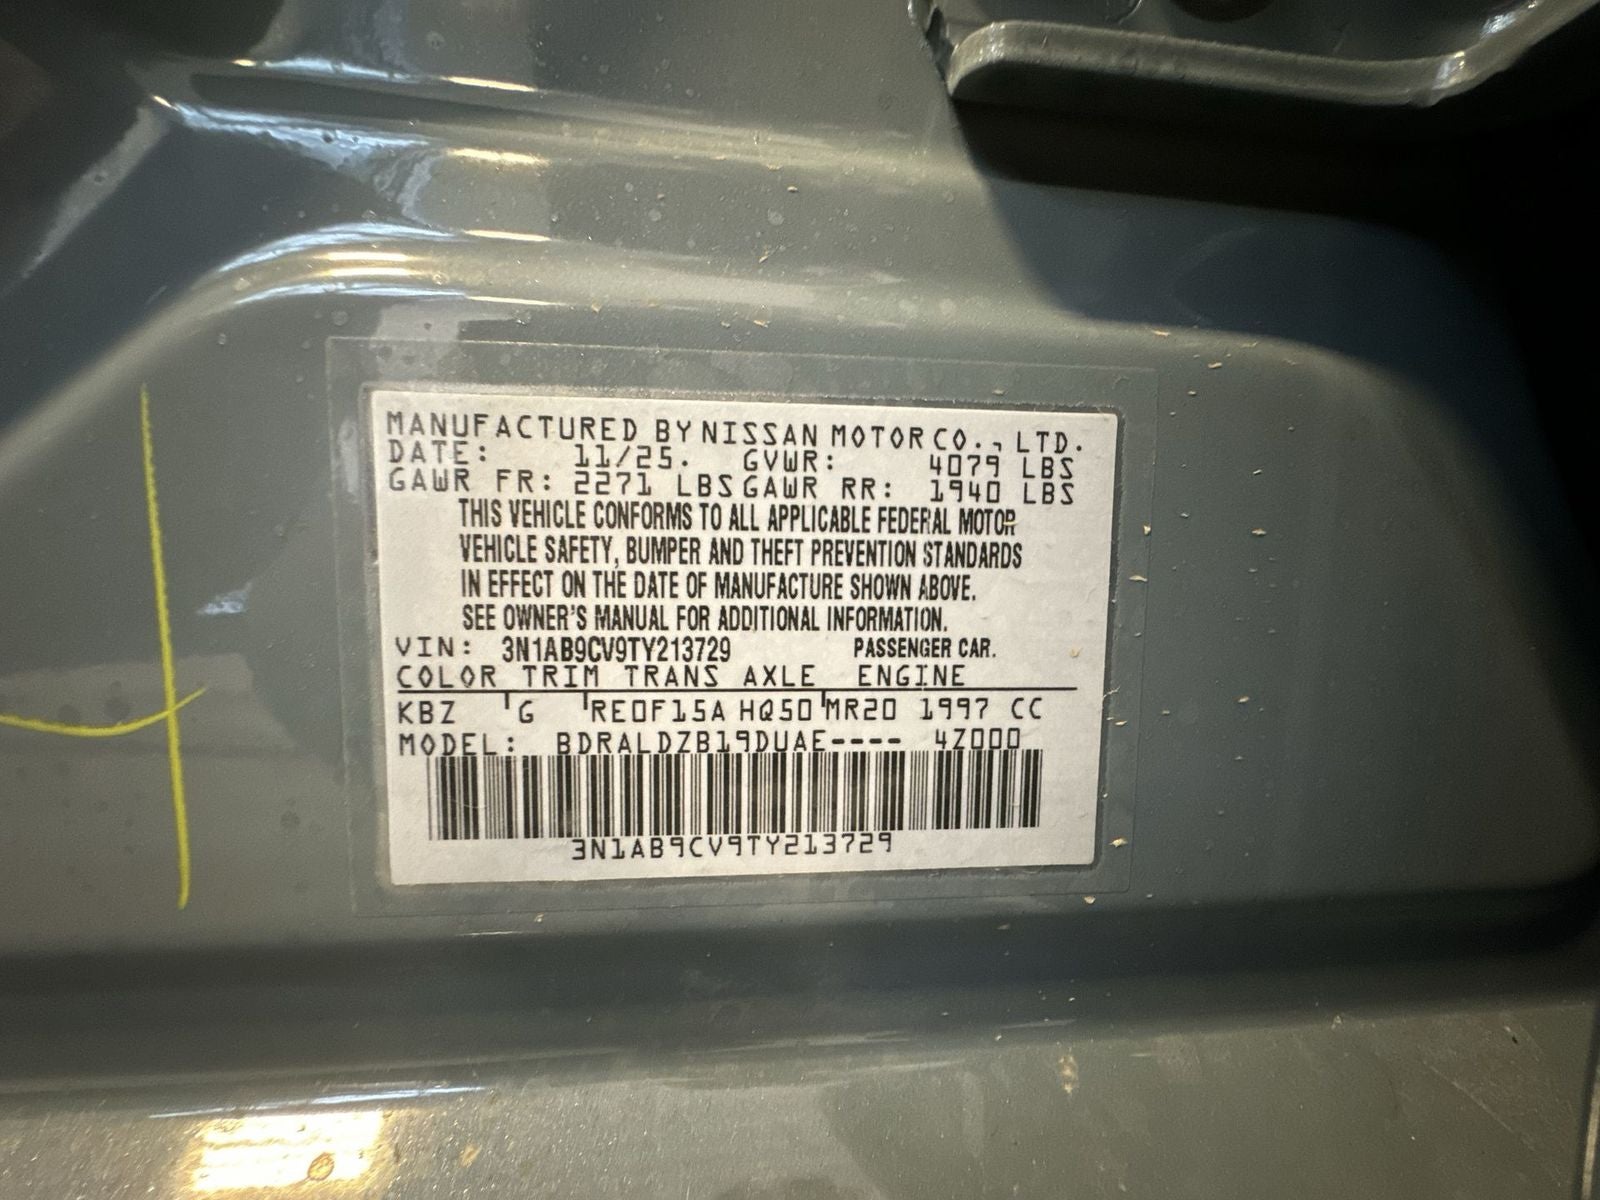 MANUFACTURED BY NISSAN MOTOR CO., LTD.
DATE: 11/25. GVWR: 4079 LBS
GAWR FR: 2271 LBS GAWR RR: 1940 LBS
THIS VEHICLE CONFORMS TO ALL APPLICABLE FEDERAL MOTOR
VEHICLE SAFETY, BUMPER AND THEFT PREVENTION STANDARDS
IN EFFECT ON THE DATE OF MANUFACTURE SHOWN ABOVE.
SEE OWNER'S MANUAL FOR ADDITIONAL INFORMATION.
VIN: 3N1AB9CV9TY213729 PASSENGER CAR.
COLOR TRIM TRANS AXLE ENGINE
KBZ G RE0F15A HQ50 MR20 1997 CC
MODEL: BDRALDZB19DUAE---- 4Z000
3N1AB9CV9TY213729